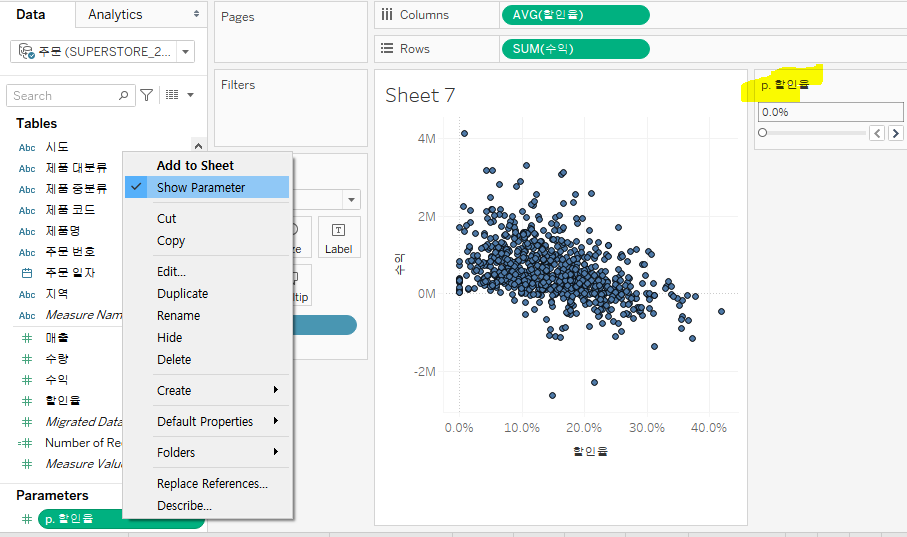 Data
Analytics
Pages
Columns
AVG(할인율)
Rows
SUM(수익)
주문 (SUPERSTORE_2...
Filters
Search
Tables
Abc 시도
Abc 제품 대분류
Abc 제품 중분류
Abc 제품 코드
Abc 제품명
Abc 주문 번호
주문 일자
Abc 지역
Abc Measure Nam
매출
수량
수익
할인율
Migrated Data
Number of Re
Measure Valu
Parameters
p. 할인율
Add to Sheet
Show Parameter
Cut
Copy
Edit...
Duplicate
Rename
Hide
Delete
Create
Default Properties
Folders
Replace References...
Describe...
ze
Label
ltip
Sheet 7
4M
2M
0M
-2M
수익
0.0%
10.0%
20.0%
30.0%
40.0%
할인율
p. 할인율
0.0%